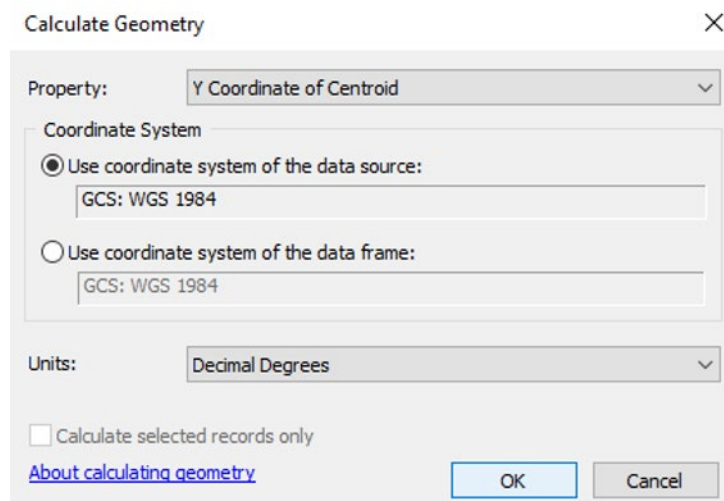 Calculate Geometry
Property:
Y Coordinate of Centroid
Coordinate System
Use coordinate system of the data source:
GCS: WGS 1984
Use coordinate system of the data frame:
GCS: WGS 1984
Units:
Decimal Degrees
Calculate selected records only
About calculating geometry
OK
Cancel